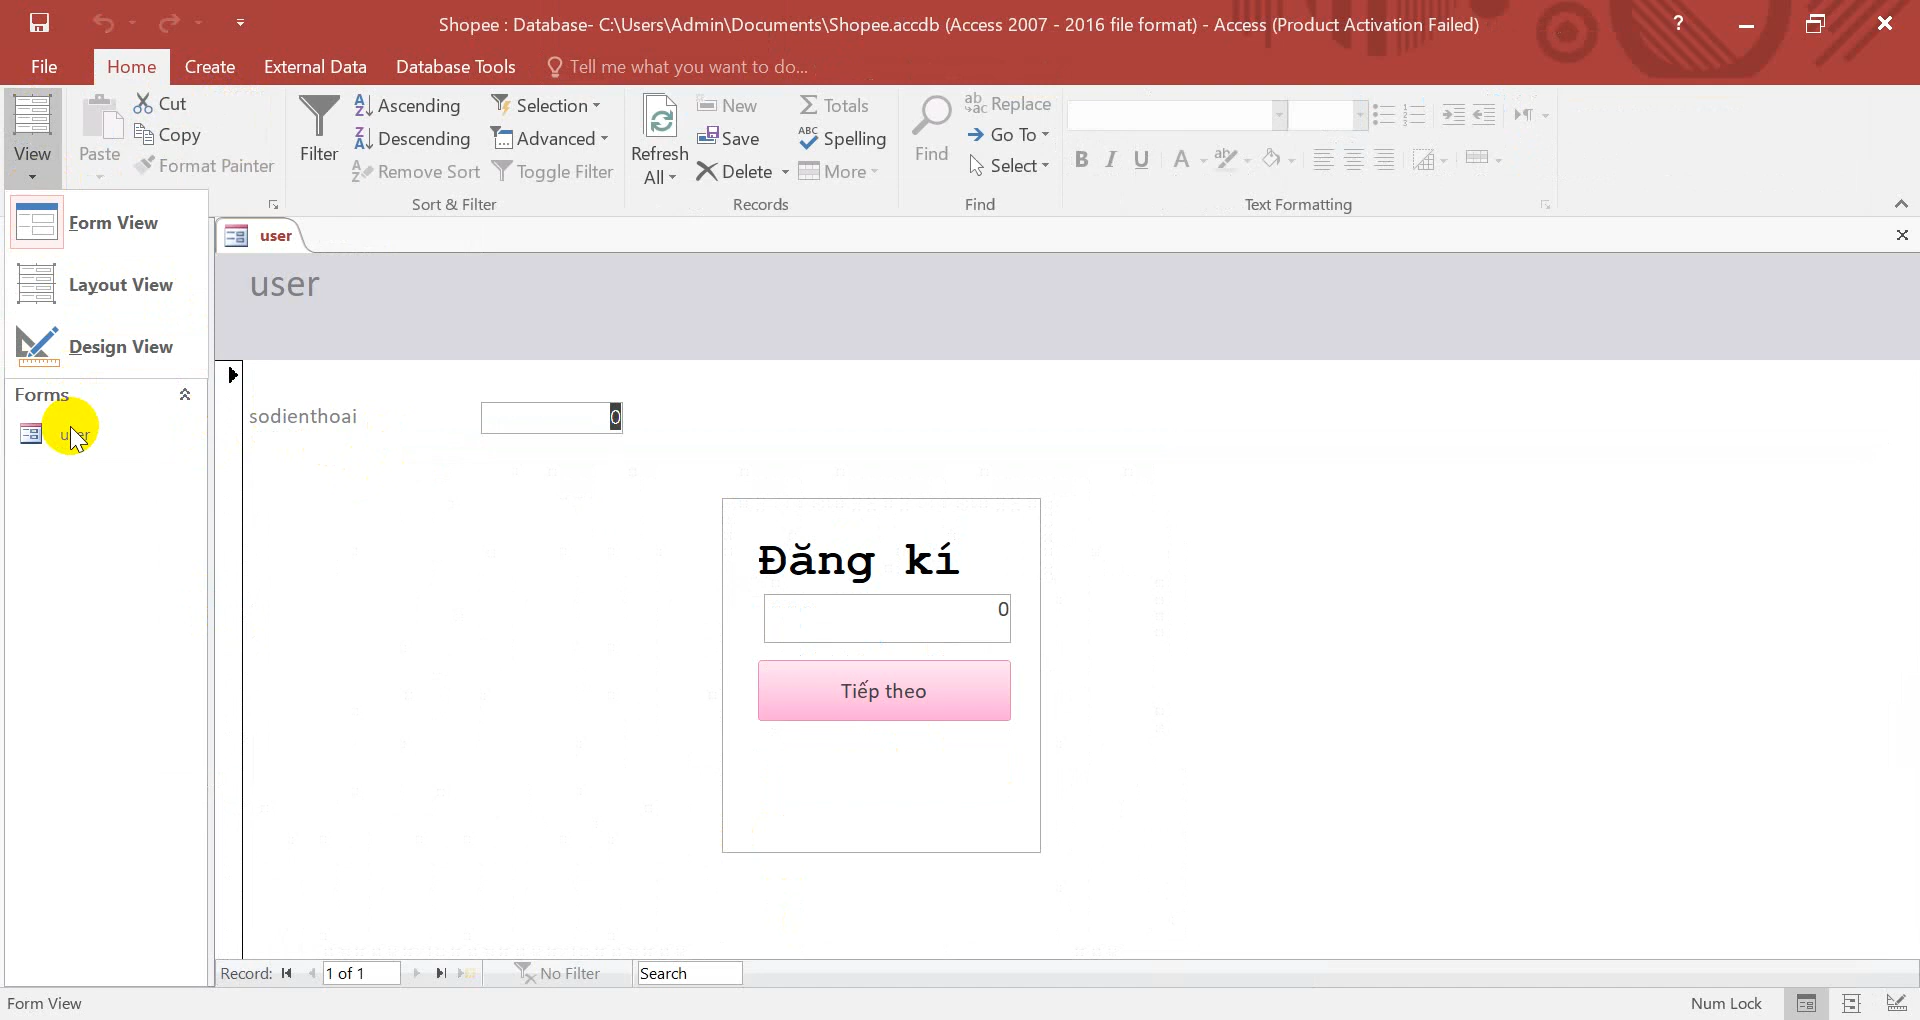 Shopee : Database- C:\Users\Admin\Documents\Shopee.accdb (Access 2007 - 2016 file format) - Access (Product Activation Failed)
?
File Home Create External Data Database Tools Tell me what you want to do...
View
Paste
Cut
Copy
Format Painter
Filter
Ascending
Descending
Remove Sort
Selection
Advanced
Toggle Filter
Sort & Filter
Refresh
All
New
Save
Delete
Totals
Spelling
More
Records
Find
Replace
Go To
Select
Find
B I U A
Text Formatting
Form View
Layout View
Design View
Forms
user
user
user
sodienthoai 0
Đăng kí
0
Tiếp theo
Record: 1 of 1 No Filter Search
Form View Num Lock